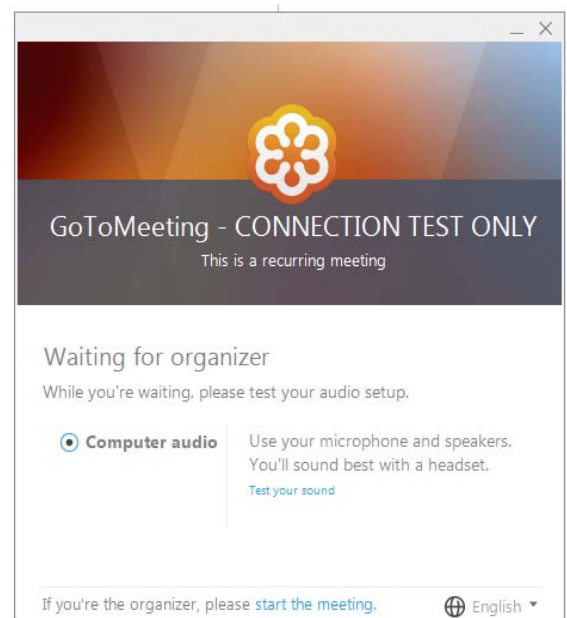 GoToMeeting - CONNECTION TEST ONLY
This is a recurring meeting
Waiting for organizer
While you're waiting, please test your audio setup.
Computer audio
Use your microphone and speakers.
You'll sound best with a headset.
Test your sound
If you're the organizer, please start the meeting.
English